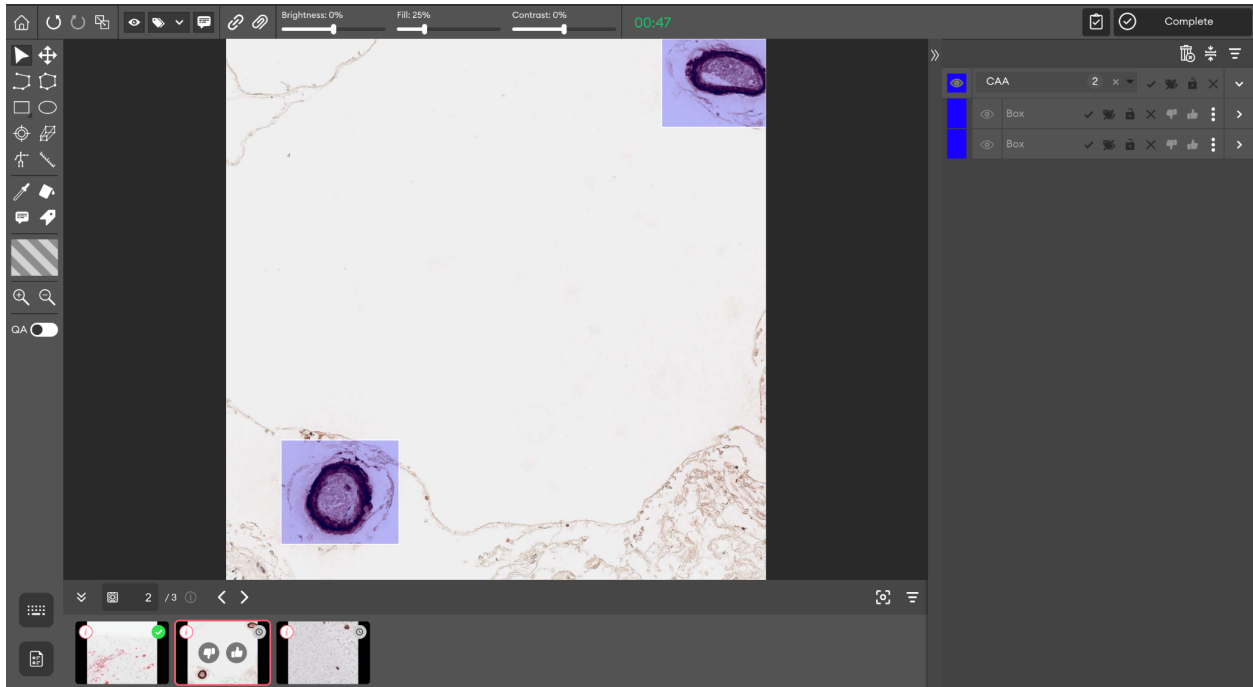 Brightness: 0%
Fill: 25%
Contrast: 0%
00:47
Complete
CAA
2
Box
Box
QA
2 /3